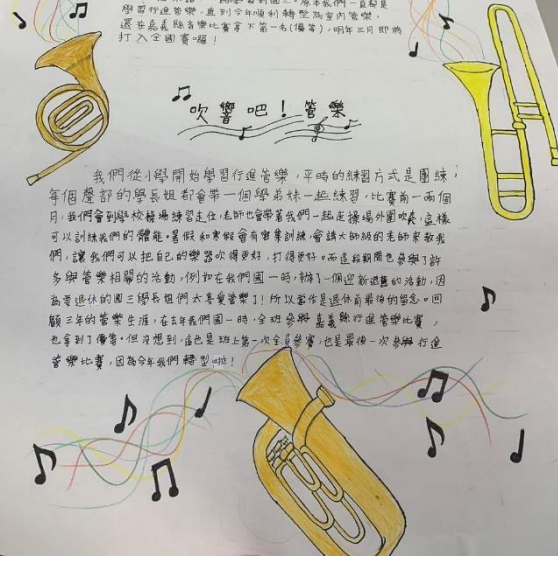 學習行進管樂,直到今年順利轉型為室內管樂,
還在嘉義縣音樂比賽拿下第一名(優等),明年三月即將
打入全國賽囉!
吹響吧!管樂
我們從小學開始學習行進管樂,平時的練習方式是團練,
每個聲部的學長姐都會帶一個學弟妹一起練習,比賽前一兩個
月,我們會到學校操場練習走位,老師也會帶著我們一起走操場外圍吹奏,這樣
可以訓練我們的體能。暑假和寒假會有密集訓練,會請大師級的老師來教我
們,讓我們可以把自己的樂器吹得更好,打得更好。而這段期間也參與了許
多與管樂相關的活動,例如在我們國一時,辦了一個迎新送舊的活動,因
為要退休的國三學長姐們太喜愛管樂了!所以當作是退休前最後的留念。回
顧三年的管樂生涯,在去年我們國一時,全班參與嘉義縣行進管樂比賽,
也拿到了優等。但沒想到,這也是班上第一次全員參賽,也是最後一次參與行進
管樂比賽,因為今年我們轉型啦!